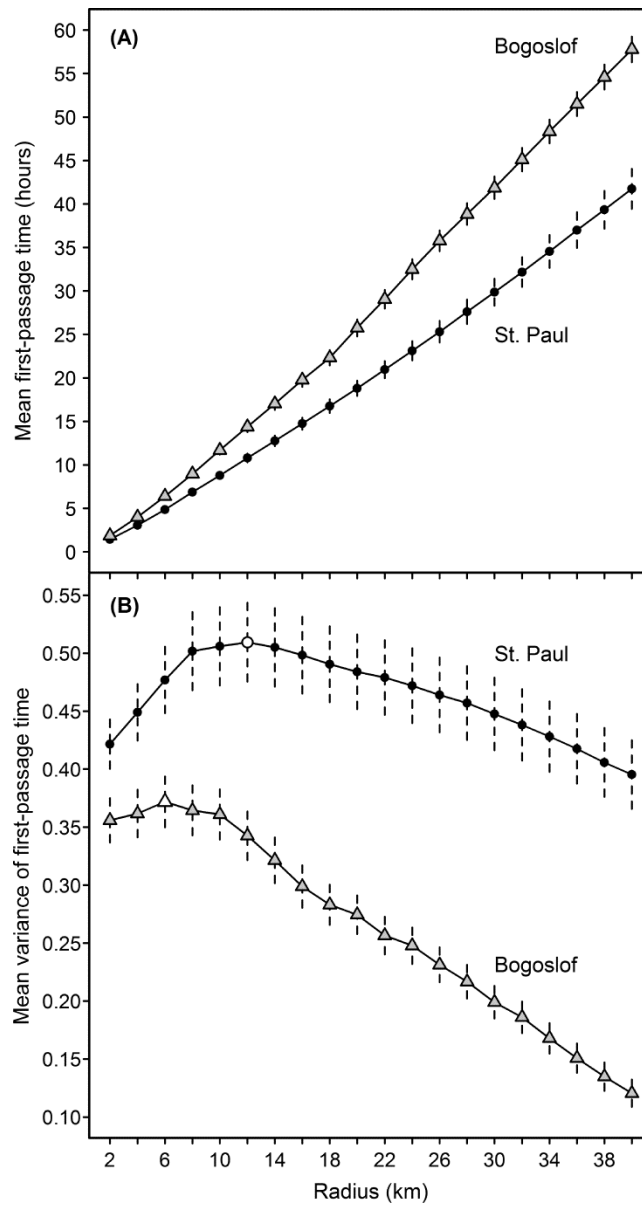 (A)
Bogoslof
St. Paul
Mean first-passage time (hours)
60
55
50
45
40
35
30
25
20
15
10
5
0
(B)
St. Paul
Bogoslof
Mean variance of first-passage time
0.55
0.50
0.45
0.40
0.35
0.30
0.25
0.20
0.15
0.10
2 6 10 14 18 22 26 30 34 38
Radius (km)